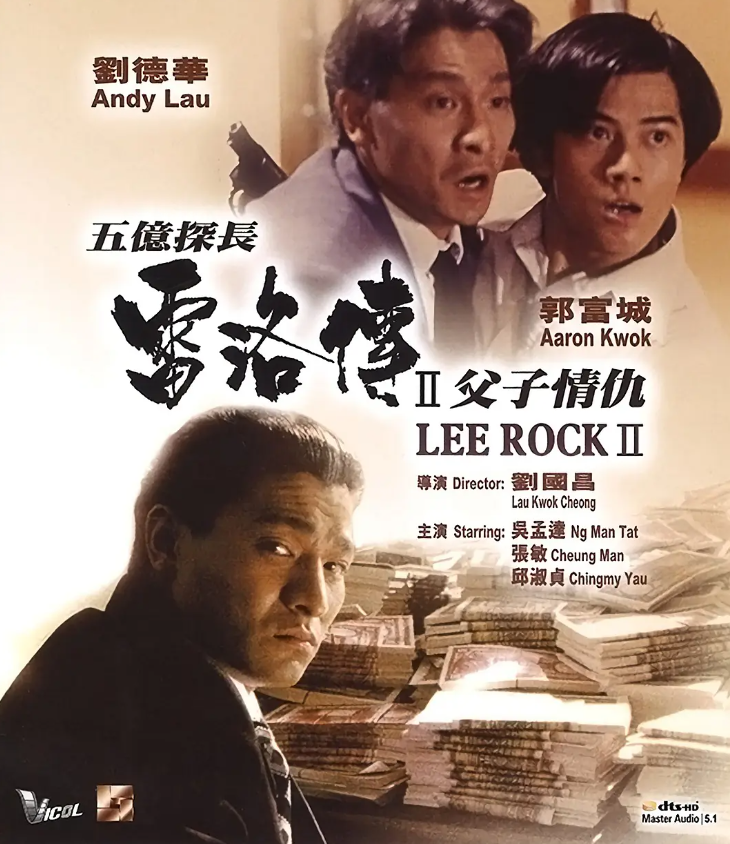 劉德華
Andy Lau
五億探長
雷洛傳
II 父子情仇
LEE ROCK II
郭富城
Aaron Kwok
導演 Director: 劉國昌
Lau Kwok Cheong
主演 Starring: 吳孟達 Ng Man Tat
張敏 Cheung Man
邱淑貞 Chingmy Yau
VICOL
dts-HD
Master Audio | 5.1